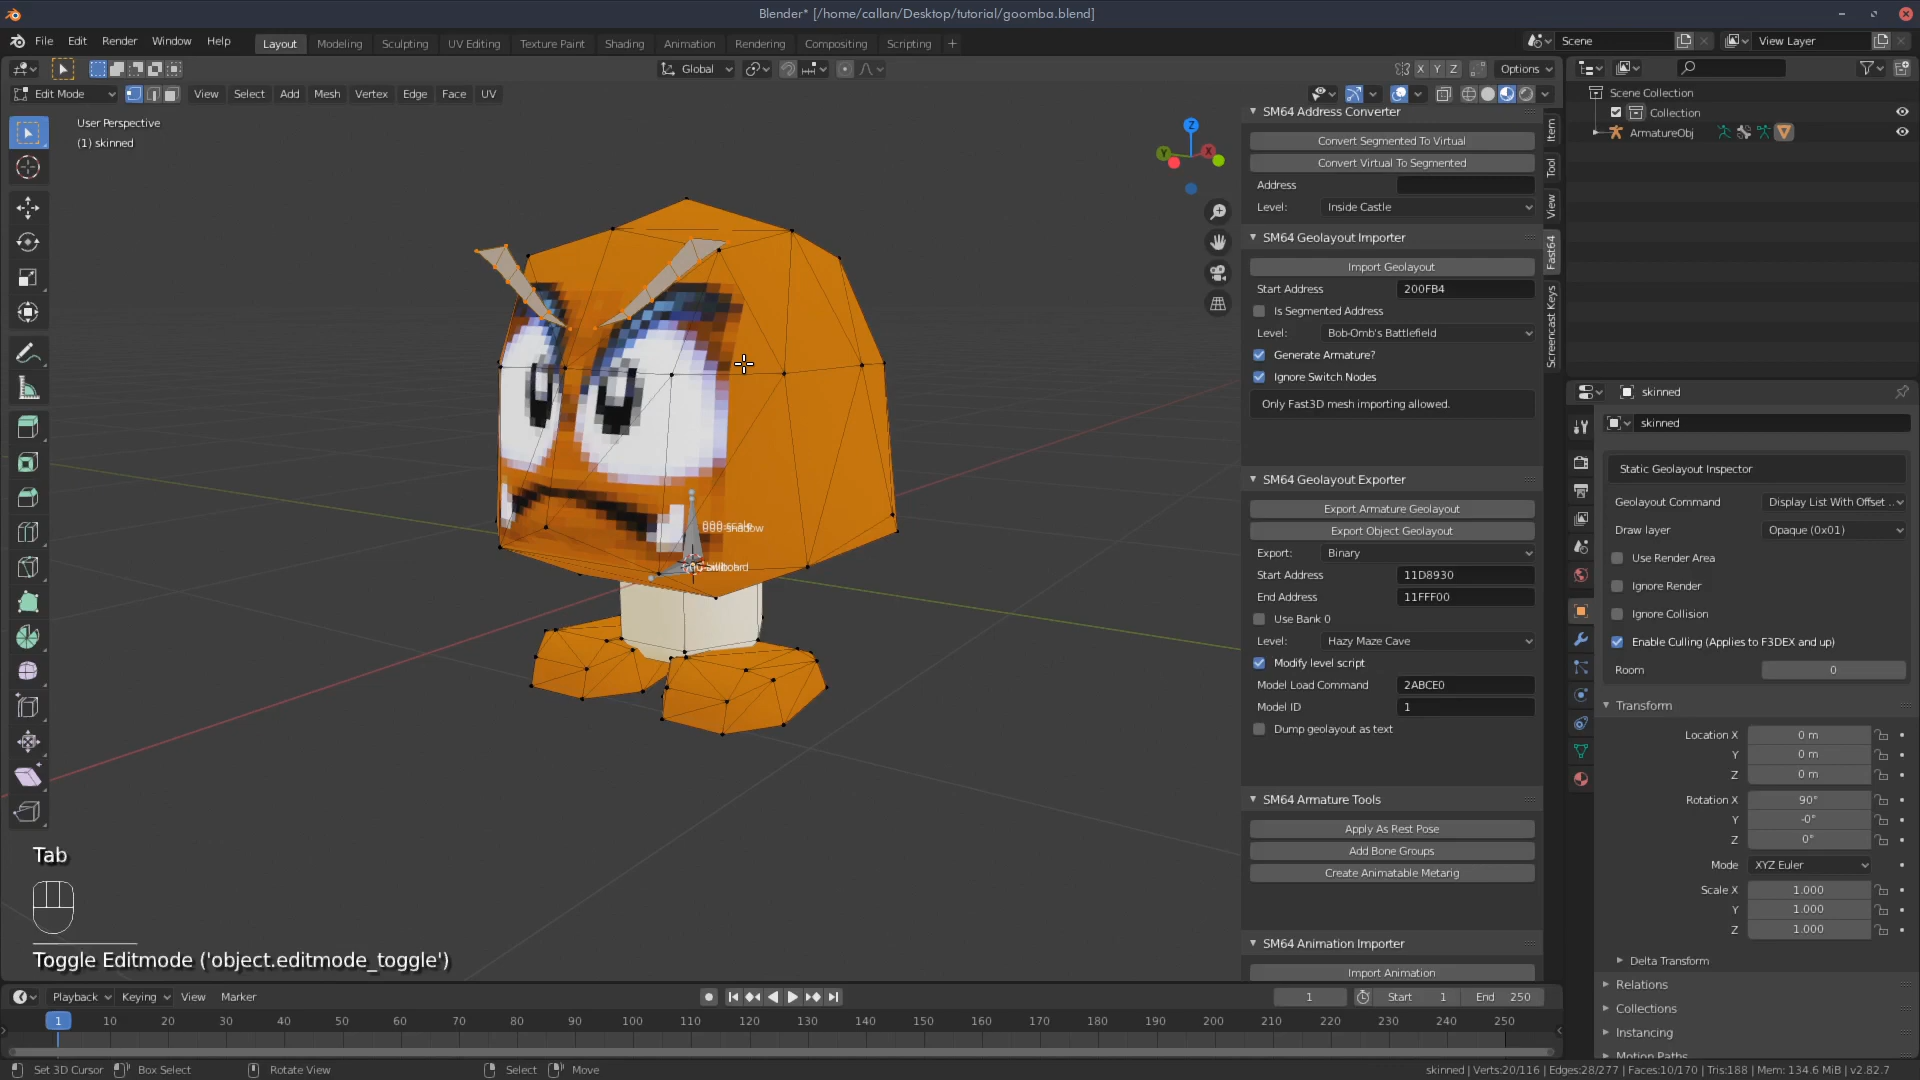 Blender* [/home/callan/Desktop/tutorial/goomba.blend]
File Edit Render Window Help
Layout Modeling Sculpting UV Editing Texture Paint Shading Animation Rendering Compositing Scripting +
Scene
View Layer
Global
X Y Z
Options
Edit Mode
View Select Add Mesh Vertex Edge Face UV
User Perspective
(1) skinned
Z
Y
X
Item
Tool
View
Fast64
Screencast Keys
SM64 Address Converter
Convert Segmented To Virtual
Convert Virtual To Segmented
Address
Level: Inside Castle
SM64 Geolayout Importer
Import Geolayout
Start Address 200FB4
Is Segmented Address
Level: Bob-Omb's Battlefield
Generate Armature?
Ignore Switch Nodes
Only Fast3D mesh importing allowed.
SM64 Geolayout Exporter
Export Armature Geolayout
Export Object Geolayout
Export: Binary
Start Address 11D8930
End Address 11FFF00
Use Bank 0
Level: Hazy Maze Cave
Modify level script
Model Load Command 2ABCE0
Model ID 1
Dump geolayout as text
SM64 Armature Tools
Apply As Rest Pose
Add Bone Groups
Create Animatable Metarig
SM64 Animation Importer
Import Animation
Scene Collection
Collection
ArmatureObj
skinned
skinned
Static Geolayout Inspector
Geolayout Command Display List With Offset ..
Draw layer Opaque (0x01)
Use Render Area
Ignore Render
Ignore Collision
Enable Culling (Applies to F3DEX and up)
Room 0
Transform
Location X 0 m
Y 0 m
Z 0 m
Rotation X 90°
Y -0°
Z 0°
Mode XYZ Euler
Scale X 1.000
Y 1.000
Z 1.000
Delta Transform
Relations
Collections
Instancing
Motion Paths
Tab
Toggle Editmode ('object.editmode_toggle')
Playback Keying View Marker
1
Start 1
End 250
1 10 20 30 40 50 60 70 80 90 100 110 120 130 140 150 160 170 180 190 200 210 220 230 240 250
Set 3D Cursor Box Select Rotate View Select Move
skinned | Verts:20/116 | Edges:28/277 | Faces:10/170 | Tris:188 | Mem: 134.6 MiB | v2.82.7